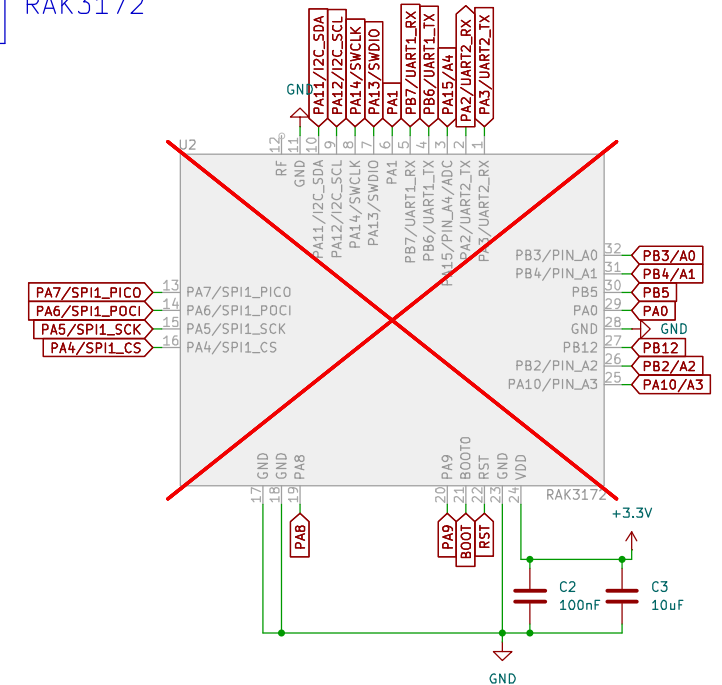 RAK3172
PA11/I2C_SDA
PA12/I2C_SCL
PA14/SWCLK
PA13/SWDIO
PA1
PB7/UART1_RX
PB6/UART1_TX
PA15/A4
PA2/UART2_RX
PA3/UART2_TX
GND
U2
12
11
10
9
8
7
6
5
4
3
2
1
RF
GND
PA11/I2C_SDA
PA12/I2C_SCL
PA14/SWCLK
PA13/SWDIO
PA1
PB7/UART1_RX
PB6/UART1_TX
PA15/PIN_A4/ADC
PA2/UART2_TX
PA3/UART2_RX
PB3/PIN_A0 32 PB3/A0
PB4/PIN_A1 31 PB4/A1
PA7/SPI1_PICO 13 PA7/SPI1_PICO
PB5 30 PB5
PA6/SPI1_POCI 14 PA6/SPI1_POCI
PA0 29 PA0
PA5/SPI1_SCK 15 PA5/SPI1_SCK
GND 28 GND
PA4/SPI1_CS 16 PA4/SPI1_CS
PB12 27 PB12
PB2/PIN_A2 26 PB2/A2
PA10/PIN_A3 25 PA10/A3
GND
GND
PA8
PA9
BOOT0
RST
GND
VDD
17
18
19
20
21
22
23
24
RAK3172
PA8
PA9
BOOT
RST
+3.3V
C2
100nF
C3
10uF
GND